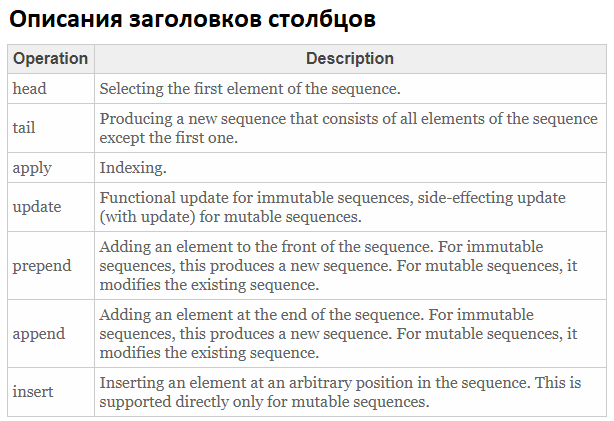 Описания заголовков столбцов
Operation Description
head Selecting the first element of the sequence.
tail Producing a new sequence that consists of all elements of the sequence
except the first one.
apply Indexing.
update Functional update for immutable sequences, side-effecting update
(with update) for mutable sequences.
prepend Adding an element to the front of the sequence. For immutable
sequences, this produces a new sequence. For mutable sequences, it
modifies the existing sequence.
append Adding an element at the end of the sequence. For immutable
sequences, this produces a new sequence. For mutable sequences, it
modifies the existing sequence.
insert Inserting an element at an arbitrary position in the sequence. This is
supported directly only for mutable sequences.